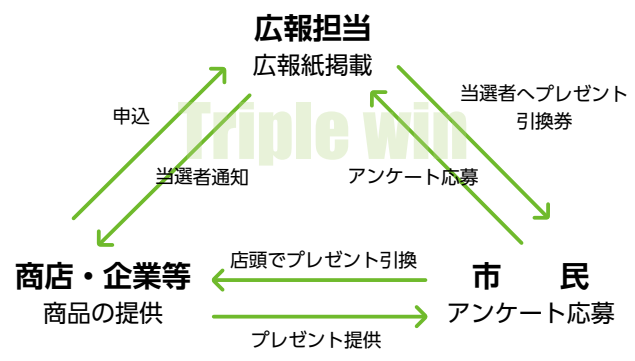 広報担当
広報紙掲載
当選者へプレゼント
引換券
申込
Triple win
当選者通知
アンケート応募
店頭でプレゼント引換
商店・企業等
商品の提供
市　　民
アンケート応募
プレゼント提供